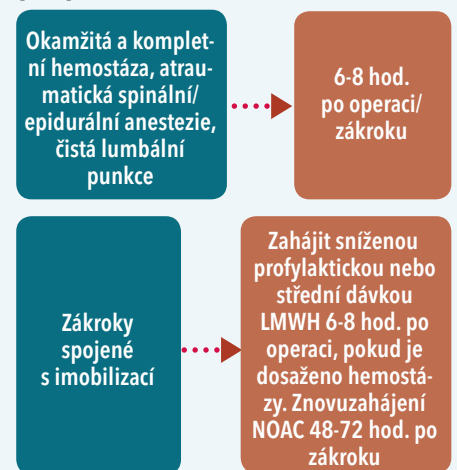 Okamžitá a komplet-
ní hemostáza, atrau-
matická spinální/
epidurální anestezie,
čistá lumbální
punkce
6-8 hod.
po operaci/
zákroku
Zákroky
spojené
s imobilizací
Zahájit sníženou
profylaktickou nebo
střední dávkou
LMWH 6-8 hod. po
operaci, pokud je
dosaženo hemostá-
zy. Znovuzahájení
NOAC 48-72 hod. po
zákroku